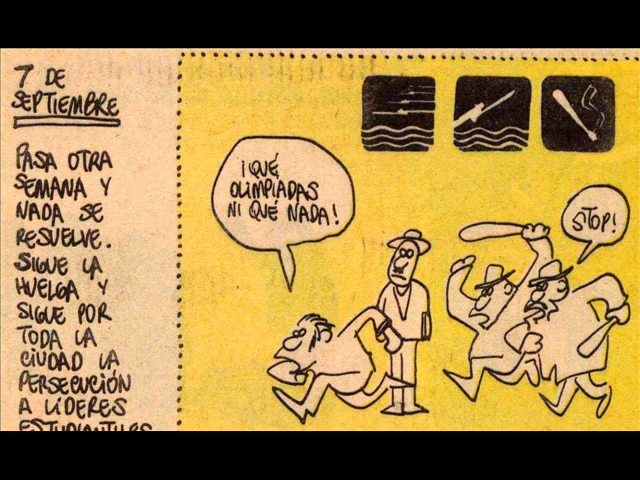 7 DE
SEPTIEMBRE
PASA OTRA
SEMANA Y
NADA SE
RESUELVE.
SIGUE LA
HUELGA Y
SIGUE POR
TODA LA
CIUDAD LA
PERSECUCIÓN
A LÍDERES
ESTUDIANTILES
¡QUÉ
OLIMPIADAS
NI QUÉ NADA!
STOP!